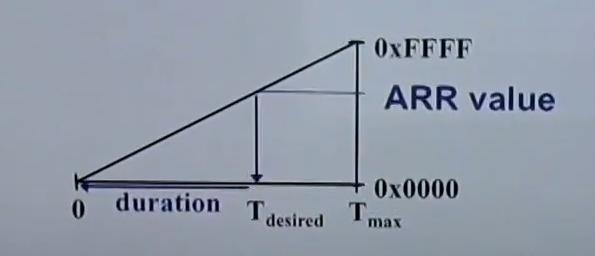 0xFFFF
ARR value
0x0000
0 duration T desired T max